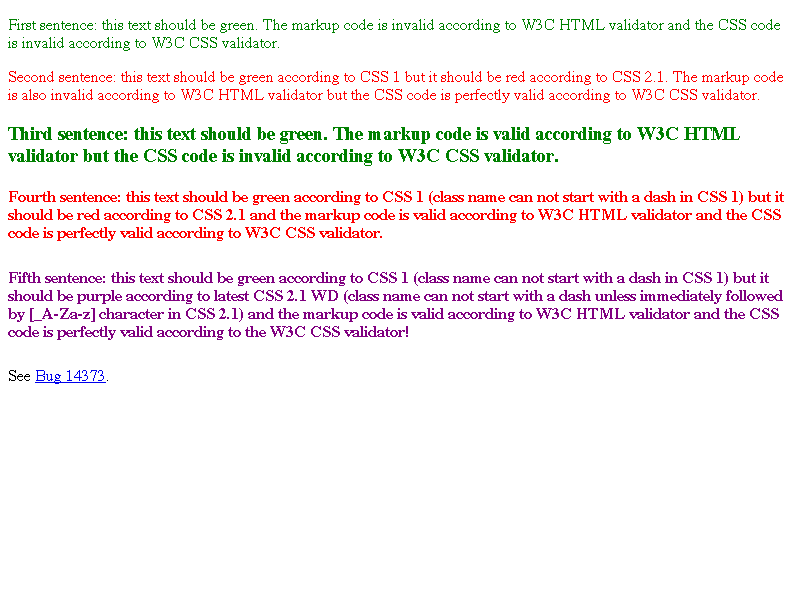 First sentence: this text should be green. The markup code is invalid according to W3C HTML validator and the CSS code
is invalid according to W3C CSS validator.
Second sentence: this text should be green according to CSS 1 but it should be red according to CSS 2.1. The markup code
is also invalid according to W3C HTML validator but the CSS code is perfectly valid according to W3C CSS validator.
Third sentence: this text should be green. The markup code is valid according to W3C HTML
validator but the CSS code is invalid according to W3C CSS validator.
Fourth sentence: this text should be green according to CSS 1 (class name can not start with a dash in CSS 1) but it
should be red according to CSS 2.1 and the markup code is valid according to W3C HTML validator and the CSS
code is perfectly valid according to W3C CSS validator.
Fifth sentence: this text should be green according to CSS 1 (class name can not start with a dash in CSS 1) but it
should be purple according to latest CSS 2.1 WD (class name can not start with a dash unless immediately followed
by [_A-Za-z] character in CSS 2.1) and the markup code is valid according to W3C HTML validator and the CSS
code is perfectly valid according to the W3C CSS validator!
See Bug 14373.